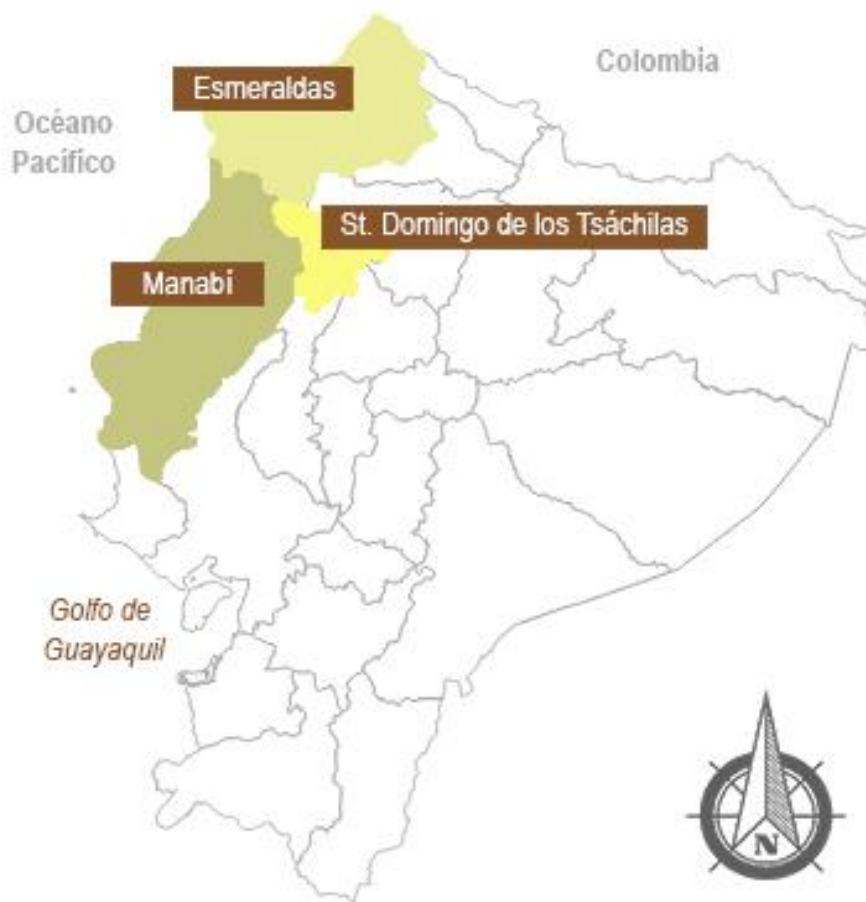 Colombia
Esmeraldas
Océano
Pacífico
St. Domingo de los Tsáchilas
Manabí
Golfo de
Guayaquil
N